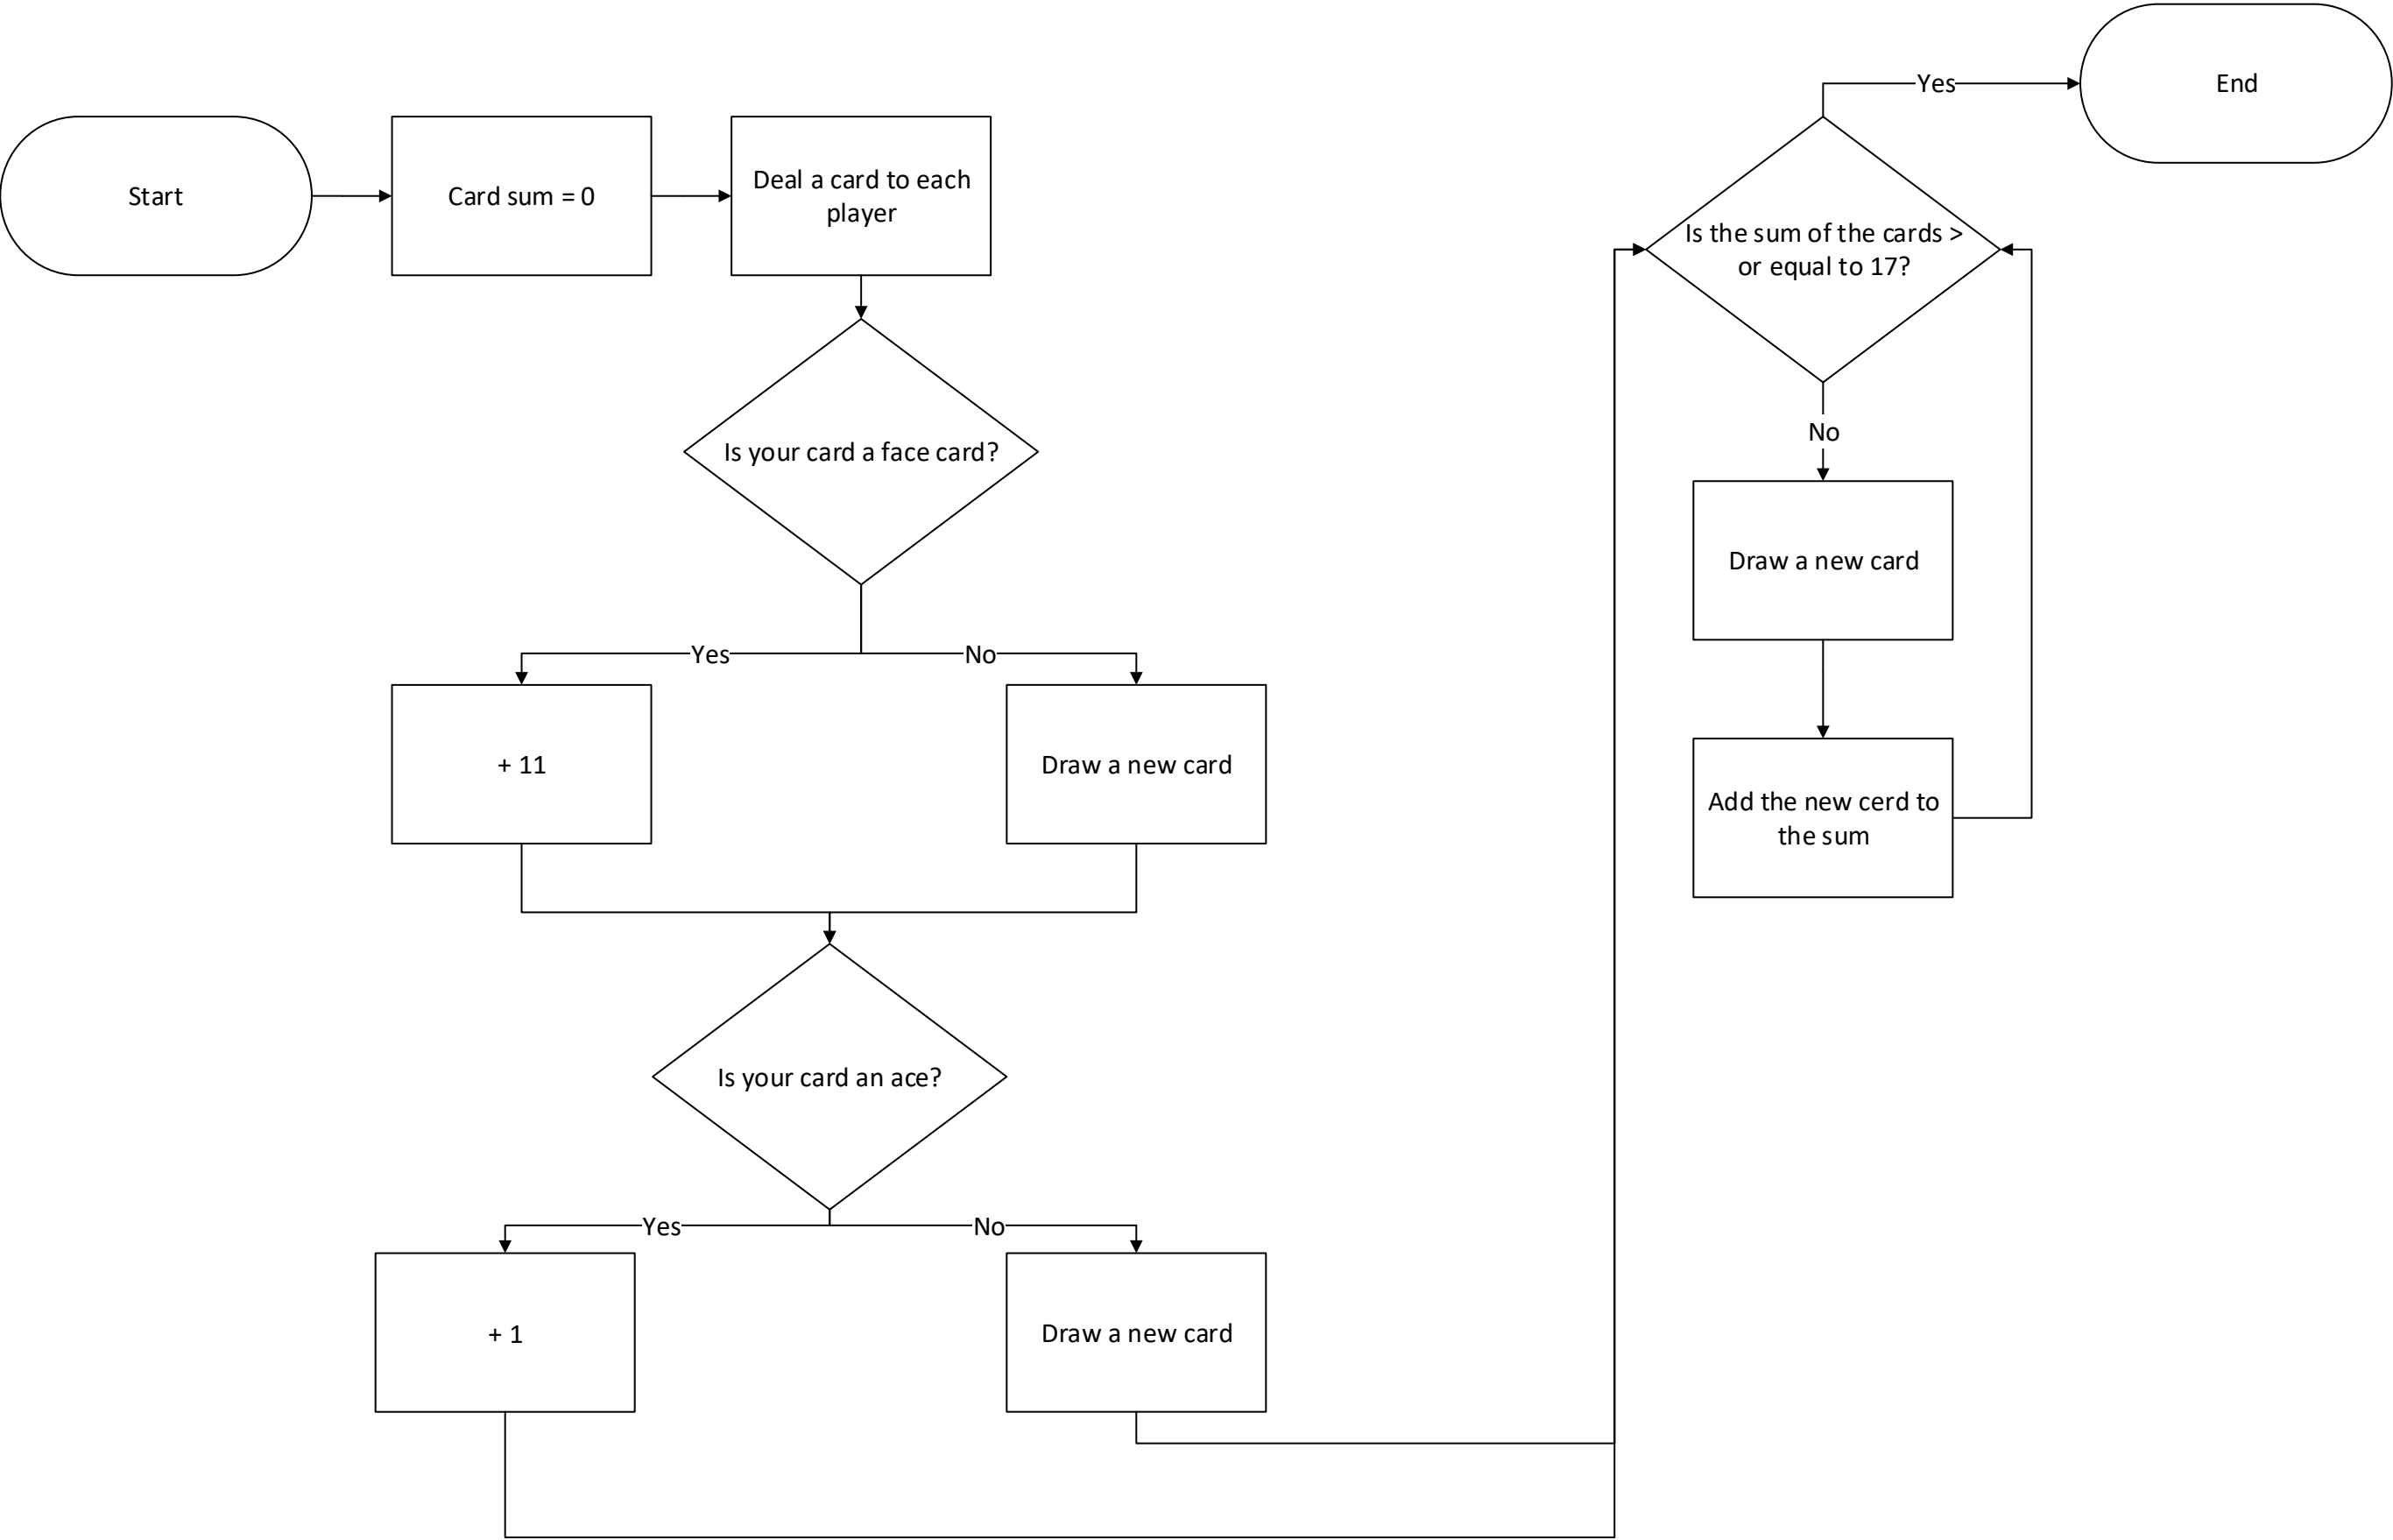 Start
Card sum = 0
Deal a card to each
player
Is your card a face card?
Yes
No
+ 11
Draw a new card
Is your card an ace?
Yes
No
+ 1
Draw a new card
Yes
End
Is the sum of the cards >
or equal to 17?
No
Draw a new card
Add the new cerd to
the sum